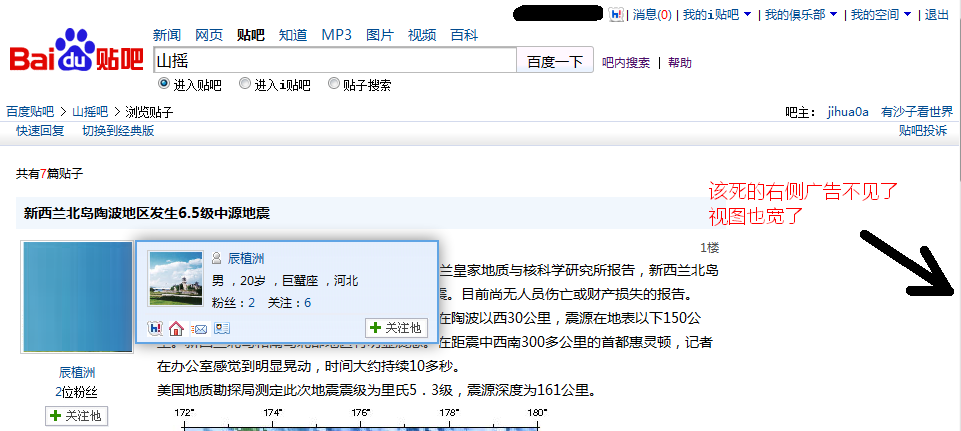 h! | 消息(0) | 我的i贴吧 | 我的俱乐部 | 我的空间 | 退出
新闻 网页 贴吧 知道 MP3 图片 视频 百科
Baidu贴吧
山摇 百度一下 吧内搜索 | 帮助
进入贴吧 进入i贴吧 贴子搜索
百度贴吧 > 山摇吧 > 浏览贴子 吧主： jihua0a 有沙子看世界
快速回复 切换到经典版 贴吧投诉
共有7篇贴子
该死的右侧广告不见了
视图也宽了
新西兰北岛陶波地区发生6.5级中源地震
1楼
辰植洲
男 ，20岁 ，巨蟹座 ，河北
粉丝：2 关注：6
h! 关注他
兰皇家地质与核科学研究所报告，新西兰北岛
震。目前尚无人员伤亡或财产损失的报告。
在陶波以西30公里，震源在地表以下150公
在距震中西南300多公里的首都惠灵顿，记者
在办公室感觉到明显晃动，时间大约持续10多秒。
美国地质勘探局测定此次地震震级为里氏5．3级，震源深度为161公里。
辰植洲
2位粉丝
关注他
172° 174° 176° 178° 180°